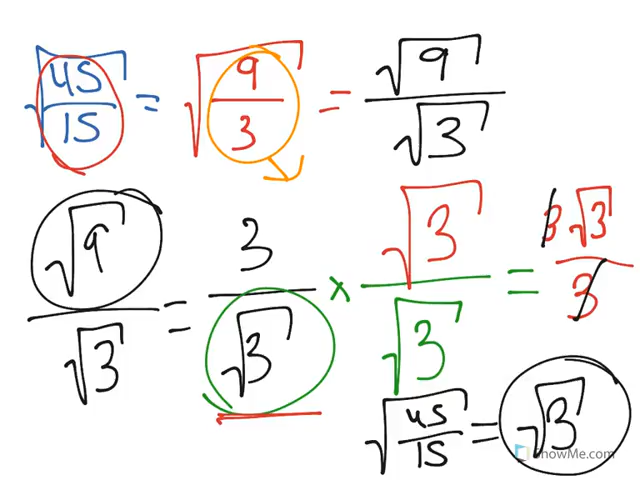 √(45/15) = √(9/3) = √9/√3
√9/√3 = 3/√3 × √3/√3 = 3√3/3
√(45/15) = √3
ShowMe.com